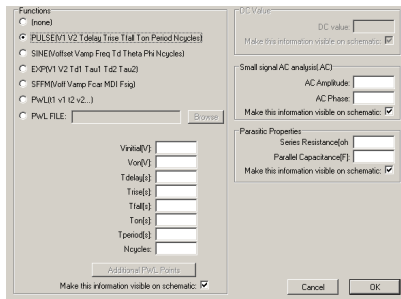 Functions
(none)
PULSE(V1 V2 Tdelay Trise Tfall Ton Period Ncycles)
SINE(Voffset Vamp Freq Td Theta Phi Ncycles)
EXP(V1 V2 Td1 Tau1 Td2 Tau2)
SFFM(Voff Vamp Fcar MDI Fsig)
PWL(t1 v1 t2 v2...)
PWL FILE:
Browse
Vinitial[V]:
Von[V]:
Tdelay[s]:
Trise[s]:
Tfall[s]:
Ton[s]:
Tperiod[s]:
Ncycles:
Additional PWL Points
Make this information visible on schematic:
DC Value
DC value:
Make this information visible on schematic:
Small signal AC analysis(.AC)
AC Amplitude:
AC Phase:
Make this information visible on schematic:
Parasitic Properties
Series Resistance[oh
Parallel Capacitance[F]:
Make this information visible on schematic:
Cancel
OK